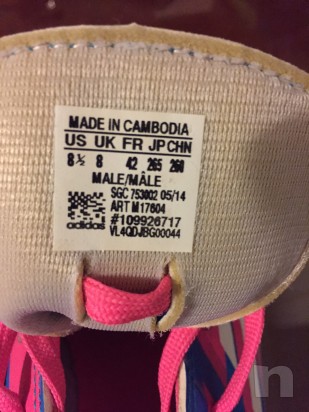 MADE IN CAMBODIA
US UK FR JP CHN
8½ 8 42 265 260
MALE/MÂLE
SGC 753002 05/14
ART M17604
#109926717
VL4QDJBG00044
adidas
n